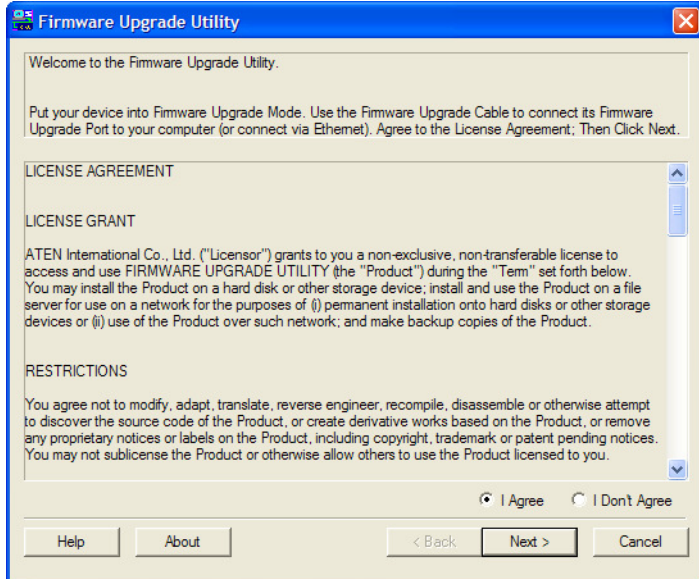 Firmware Upgrade Utility
Welcome to the Firmware Upgrade Utility.
Put your device into Firmware Upgrade Mode. Use the Firmware Upgrade Cable to connect its Firmware
Upgrade Port to your computer (or connect via Ethernet). Agree to the License Agreement; Then Click Next.
LICENSE AGREEMENT
LICENSE GRANT
ATEN International Co., Ltd. ("Licensor") grants to you a non-exclusive, non-transferable license to
access and use FIRMWARE UPGRADE UTILITY (the "Product") during the "Term" set forth below.
You may install the Product on a hard disk or other storage device; install and use the Product on a file
server for use on a network for the purposes of (i) permanent installation onto hard disks or other storage
devices or (ii) use of the Product over such network; and make backup copies of the Product.
RESTRICTIONS
You agree not to modify, adapt, translate, reverse engineer, recompile, disassemble or otherwise attempt
to discover the source code of the Product, or create derivative works based on the Product, or remove
any proprietary notices or labels on the Product, including copyright, trademark or patent pending notices.
You may not sublicense the Product or otherwise allow others to use the Product licensed to you.
I Agree I Don't Agree
Help About < Back Next > Cancel